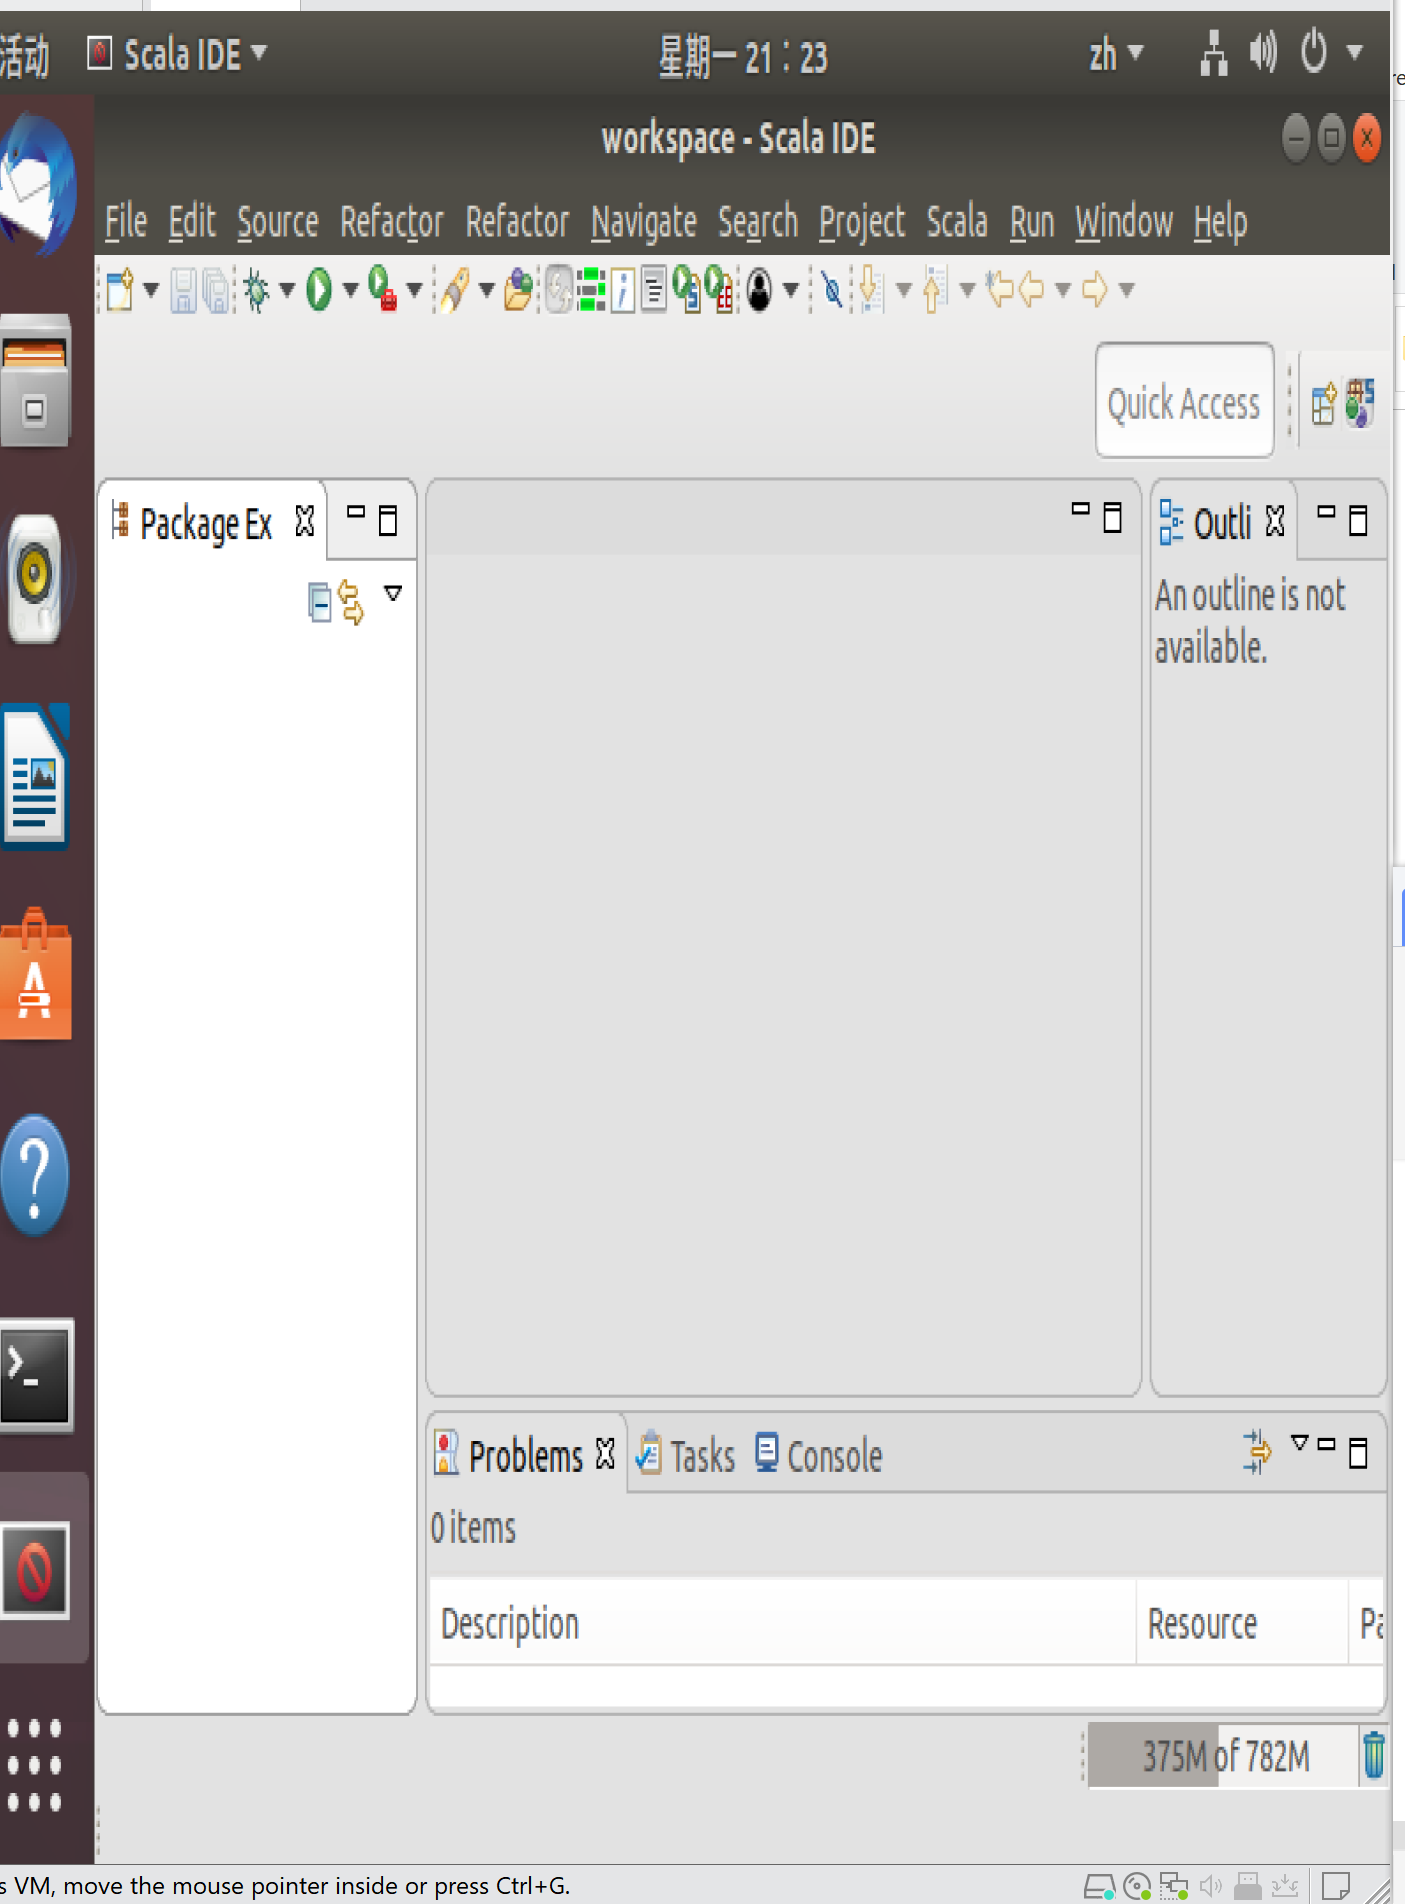 活动 Scala IDE 星期一 21：23 zh
workspace - Scala IDE
File Edit Source Refactor Refactor Navigate Search Project Scala Run Window Help
Quick Access
Package Ex
Outli
An outline is not
available.
Problems Tasks Console
0 items
Description Resource Pa
375M of 782M
s VM, move the mouse pointer inside or press Ctrl+G.